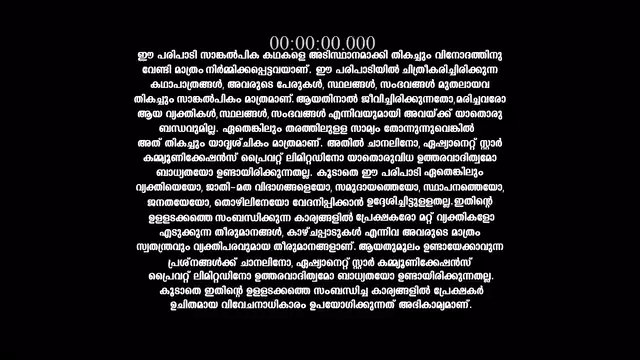 00:00:00.000
ഈ പരിപാടി സാങ്കൽപിക കഥകളെ അടിസ്ഥാനമാക്കി തികച്ചും വിനോദത്തിനു
വേണ്ടി മാത്രം നിർമ്മിക്കപ്പെട്ടവയാണ്. ഈ പരിപാടിയിൽ ചിത്രീകരിച്ചിരിക്കുന്ന
കഥാപാത്രങ്ങൾ, അവരുടെ പേരുകൾ, സ്ഥലങ്ങൾ, സംഭവങ്ങൾ മുതലായവ
തികച്ചും സാങ്കൽപികം മാത്രമാണ്. ആയതിനാൽ ജീവിച്ചിരിക്കുന്നതോ,മരിച്ചവരോ
ആയ വ്യക്തികൾ,സ്ഥലങ്ങൾ,സംഭവങ്ങൾ എന്നിവയുമായി അവയ്ക്ക് യാതൊരു
ബന്ധവുമില്ല. ഏതെങ്കിലും തരത്തിലുള്ള സാമ്യം തോന്നുന്നുവെങ്കിൽ
അത് തികച്ചും യാദൃശ്ചികം മാത്രമാണ്. അതിൽ ചാനലിനോ, ഏഷ്യാനെറ്റ് സ്റ്റാർ
കമ്മ്യൂണിക്കേഷൻസ് പ്രൈവറ്റ് ലിമിറ്റഡിനോ യാതൊരുവിധ ഉത്തരവാദിത്വമോ
ബാധ്യതയോ ഉണ്ടായിരിക്കുന്നതല്ല. കൂടാതെ ഈ പരിപാടി ഏതെങ്കിലും
വ്യക്തിയെയോ, ജാതി-മത വിഭാഗങ്ങളെയോ, സമുദായത്തെയോ, സ്ഥാപനത്തെയോ,
ജനതയേയോ, തൊഴിലിനേയോ വേദനിപ്പിക്കാൻ ഉദ്ദേശിച്ചിട്ടുള്ളതല്ല.ഇതിന്റെ
ഉള്ളടക്കത്തെ സംബന്ധിക്കുന്ന കാര്യങ്ങളിൽ പ്രേക്ഷകരോ മറ്റ് വ്യക്തികളോ
എടുക്കുന്ന തീരുമാനങ്ങൾ, കാഴ്ചപ്പാടുകൾ എന്നിവ അവരുടെ മാത്രം
സ്വതന്ത്രവും വ്യക്തിപരവുമായ തീരുമാനങ്ങളാണ്. ആയതുമൂലം ഉണ്ടായേക്കാവുന്ന
പ്രശ്നങ്ങൾക്ക് ചാനലിനോ, ഏഷ്യാനെറ്റ് സ്റ്റാർ കമ്മ്യൂണിക്കേഷൻസ്
പ്രൈവറ്റ് ലിമിറ്റഡിനോ ഉത്തരവാദിത്വമോ ബാധ്യതയോ ഉണ്ടായിരിക്കുന്നതല്ല.
കൂടാതെ ഇതിന്റെ ഉള്ളടക്കത്തെ സംബന്ധിച്ച കാര്യങ്ങളിൽ പ്രേക്ഷകർ
ഉചിതമായ വിവേചനാധികാരം ഉപയോഗിക്കുന്നത് അഭികാമ്യമാണ്.